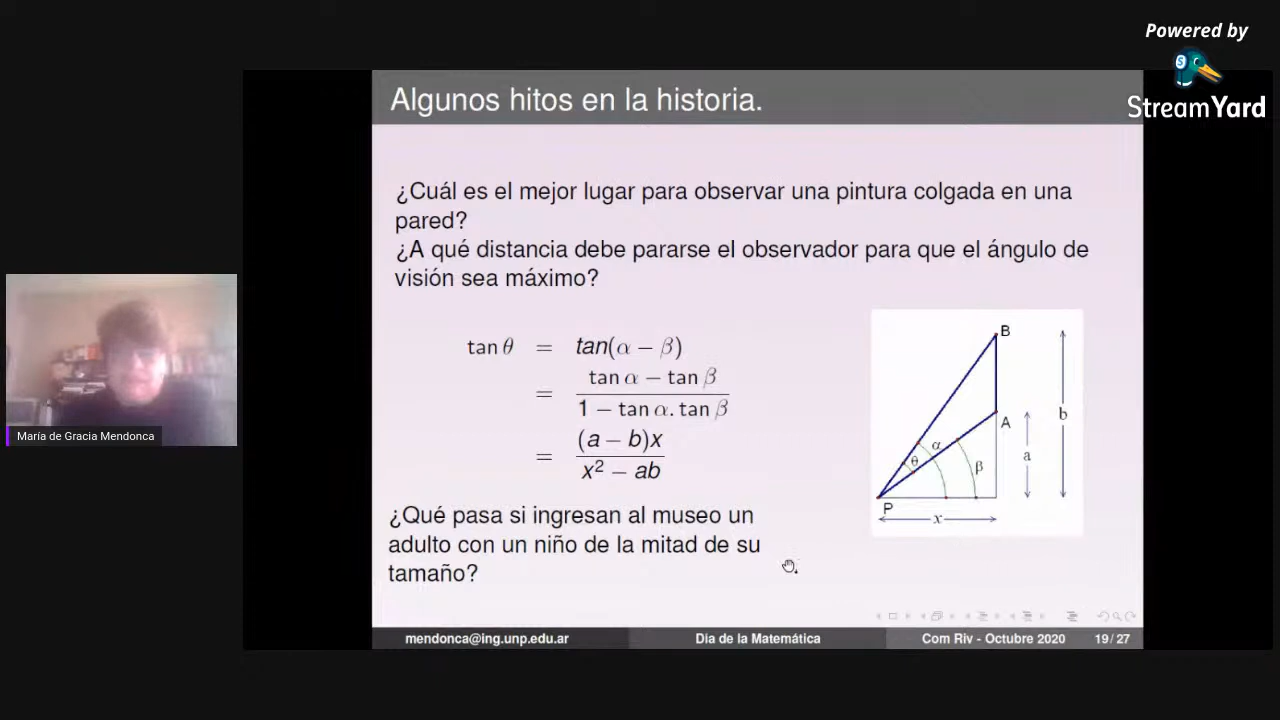 Powered by
StreamYard
Algunos hitos en la historia.
¿Cuál es el mejor lugar para observar una pintura colgada en una
pared?
¿A qué distancia debe pararse el observador para que el ángulo de
visión sea máximo?
tan θ = tan(α − β)
= tan α − tan β / 1 − tan α. tan β
= (a − b)x / x² − ab
B
A
b
a
α
θ
β
P
x
¿Qué pasa si ingresan al museo un
adulto con un niño de la mitad de su
tamaño?
María de Gracia Mendonca
mendonca@ing.unp.edu.ar Dia de la Matemática Com Riv - Octubre 2020 19/27